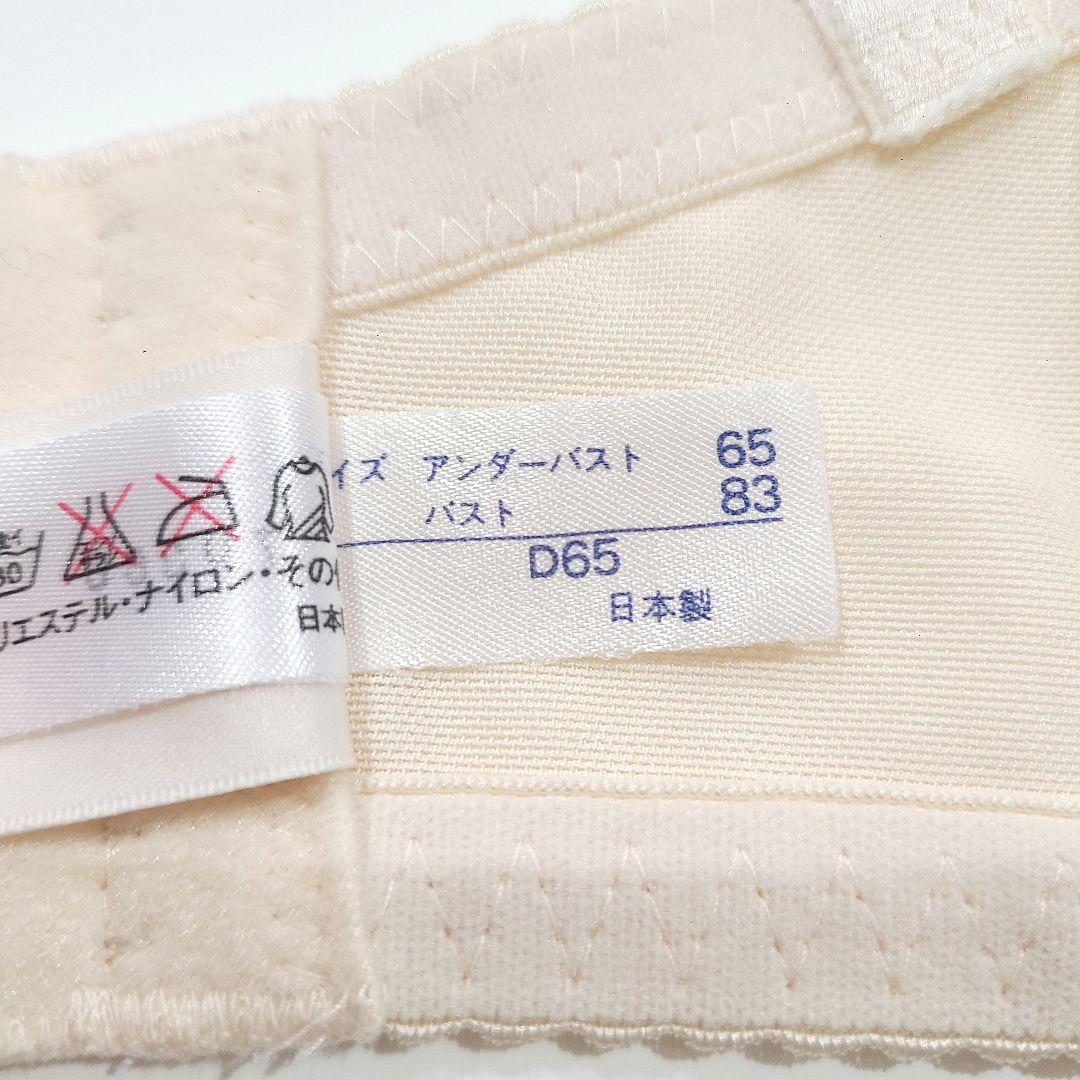 イズ アンダーバスト 65
バスト 83
D65
日本製
30
エステル・ナイロン・その
日本